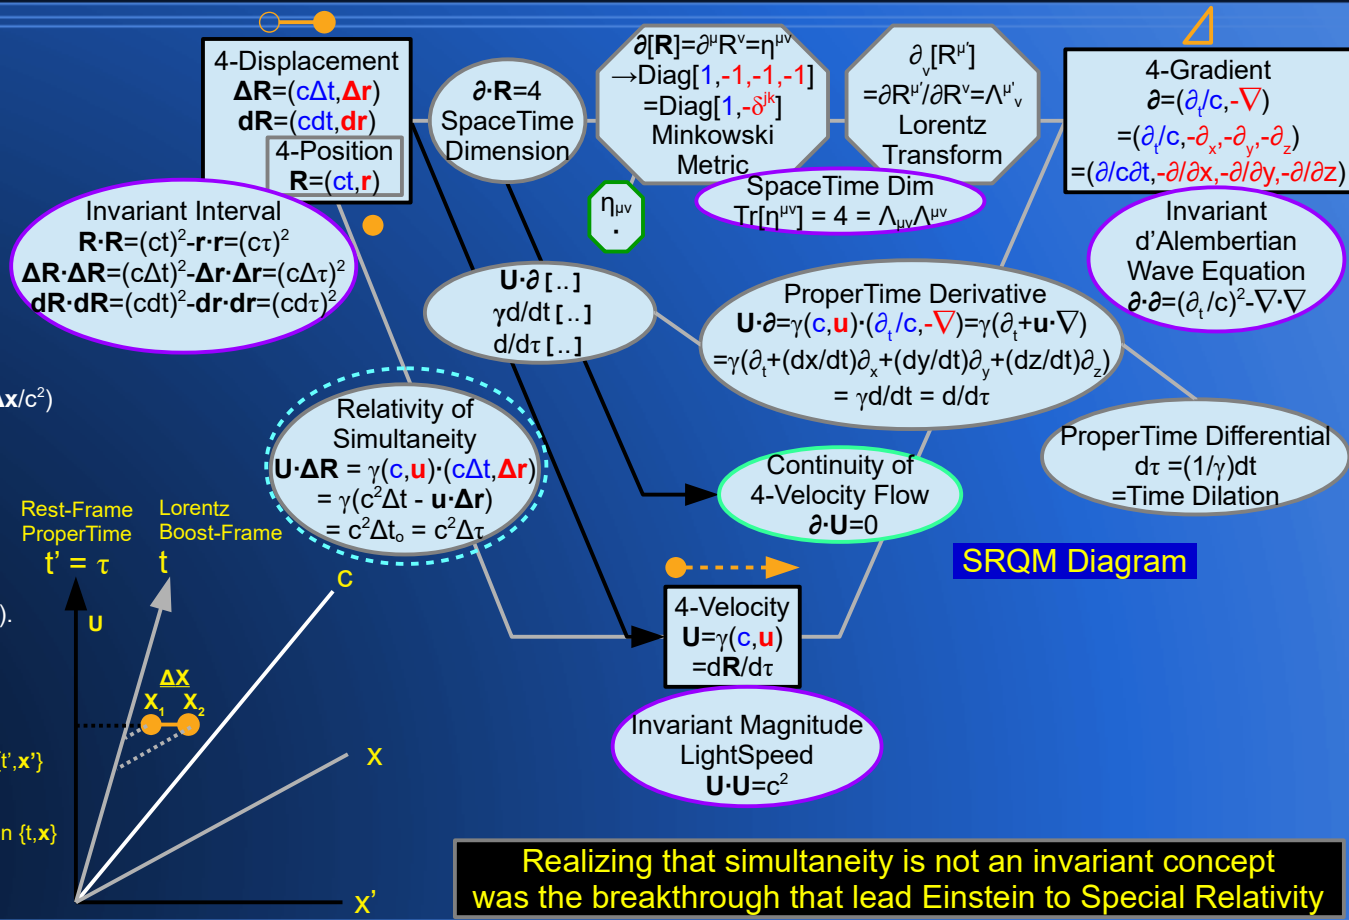 4-Displacement
ΔR=(cΔt,Δr)
dR=(cdt,dr)
4-Position
R=(ct,r)
∂·R=4
SpaceTime
Dimension
∂[R]=∂^μR^ν=η^μν
→Diag[1,-1,-1,-1]
=Diag[1,-δ^jk]
Minkowski
Metric
∂_ν[R^μ']
=∂R^μ'/∂R^ν=Λ^μ'_ν
Lorentz
Transform
4-Gradient
∂=(∂_t/c,-∇)
=(∂_t/c,-∂_x,-∂_y,-∂_z)
=(∂/c∂t,-∂/∂x,-∂/∂y,-∂/∂z)
Invariant Interval
R·R=(ct)²-r·r=(cτ)²
ΔR·ΔR=(cΔt)²-Δr·Δr=(cΔτ)²
dR·dR=(cdt)²-dr·dr=(cdτ)²
η_μν
·
SpaceTime Dim
Tr[η^μν] = 4 = Λ_μνΛ^μν
Invariant
d'Alembertian
Wave Equation
∂·∂=(∂_t/c)²-∇·∇
U·∂ [..]
γd/dt [..]
d/dτ [..]
ProperTime Derivative
U·∂=γ(c,u)·(∂_t/c,-∇)=γ(∂_t+u·∇)
=γ(∂_t+(dx/dt)∂_x+(dy/dt)∂_y+(dz/dt)∂_z)
= γd/dt = d/dτ
x/c²)
Relativity of
Simultaneity
U·ΔR = γ(c,u)·(cΔt,Δr)
= γ(c²Δt - u·Δr)
= c²Δt_o = c²Δτ
ProperTime Differential
dτ =(1/γ)dt
=Time Dilation
Continuity of
4-Velocity Flow
∂·U=0
SRQM Diagram
4-Velocity
U=γ(c,u)
=dR/dτ
Invariant Magnitude
LightSpeed
U·U=c²
Rest-Frame
ProperTime
t' = τ
Lorentz
Boost-Frame
t
c
).
U
ΔX
X_1 X_2
{t',x'}
x
n {t,x}
x'
Realizing that simultaneity is not an invariant concept
was the breakthrough that lead Einstein to Special Relativity